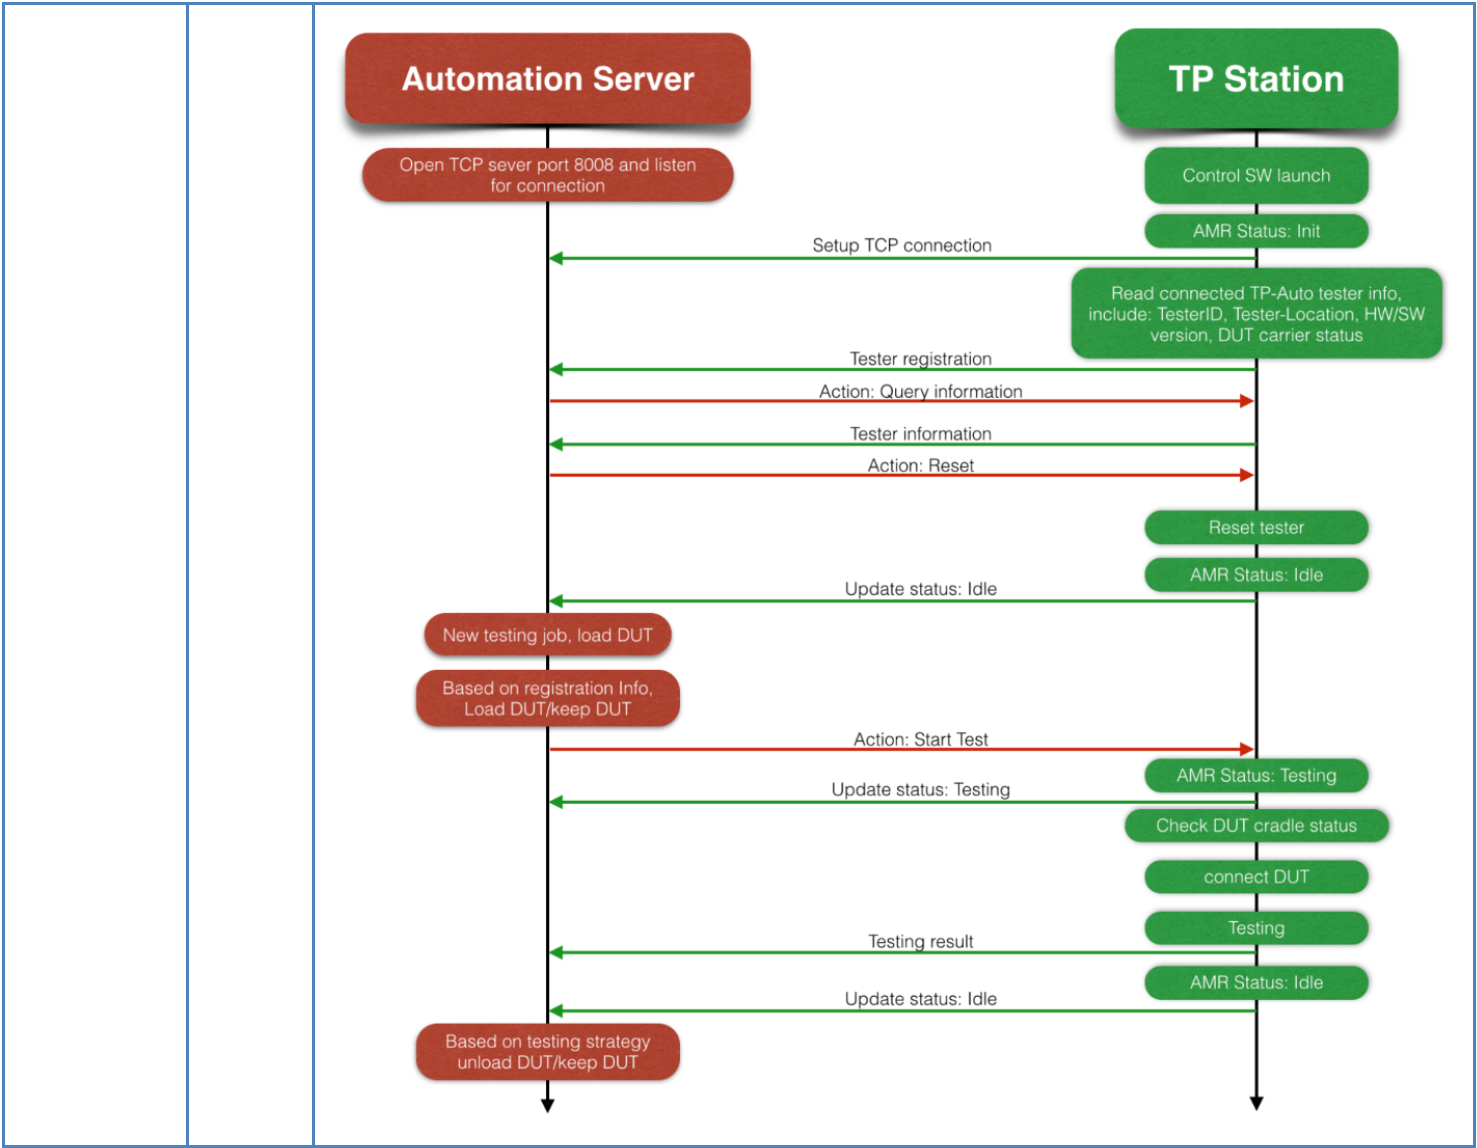 Automation Server
TP Station
Open TCP sever port 8008 and listen
for connection
Control SW launch
AMR Status: Init
Setup TCP connection
Read connected TP-Auto tester info,
include: TesterID, Tester-Location, HW/SW
version, DUT carrier status
Tester registration
Action: Query information
Tester information
Action: Reset
Reset tester
AMR Status: Idle
Update status: Idle
New testing job, load DUT
Based on registration Info,
Load DUT/keep DUT
Action: Start Test
AMR Status: Testing
Update status: Testing
Check DUT cradle status
connect DUT
Testing
Testing result
AMR Status: Idle
Update status: Idle
Based on testing strategy
unload DUT/keep DUT